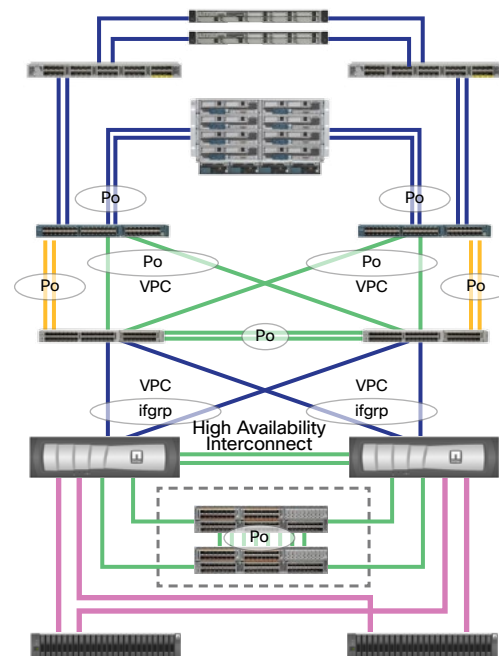 Po
Po
Po
Po
VPC
VPC
Po
Po
Po
VPC
VPC
ifgrp
ifgrp
High Availability
Interconnect
Po